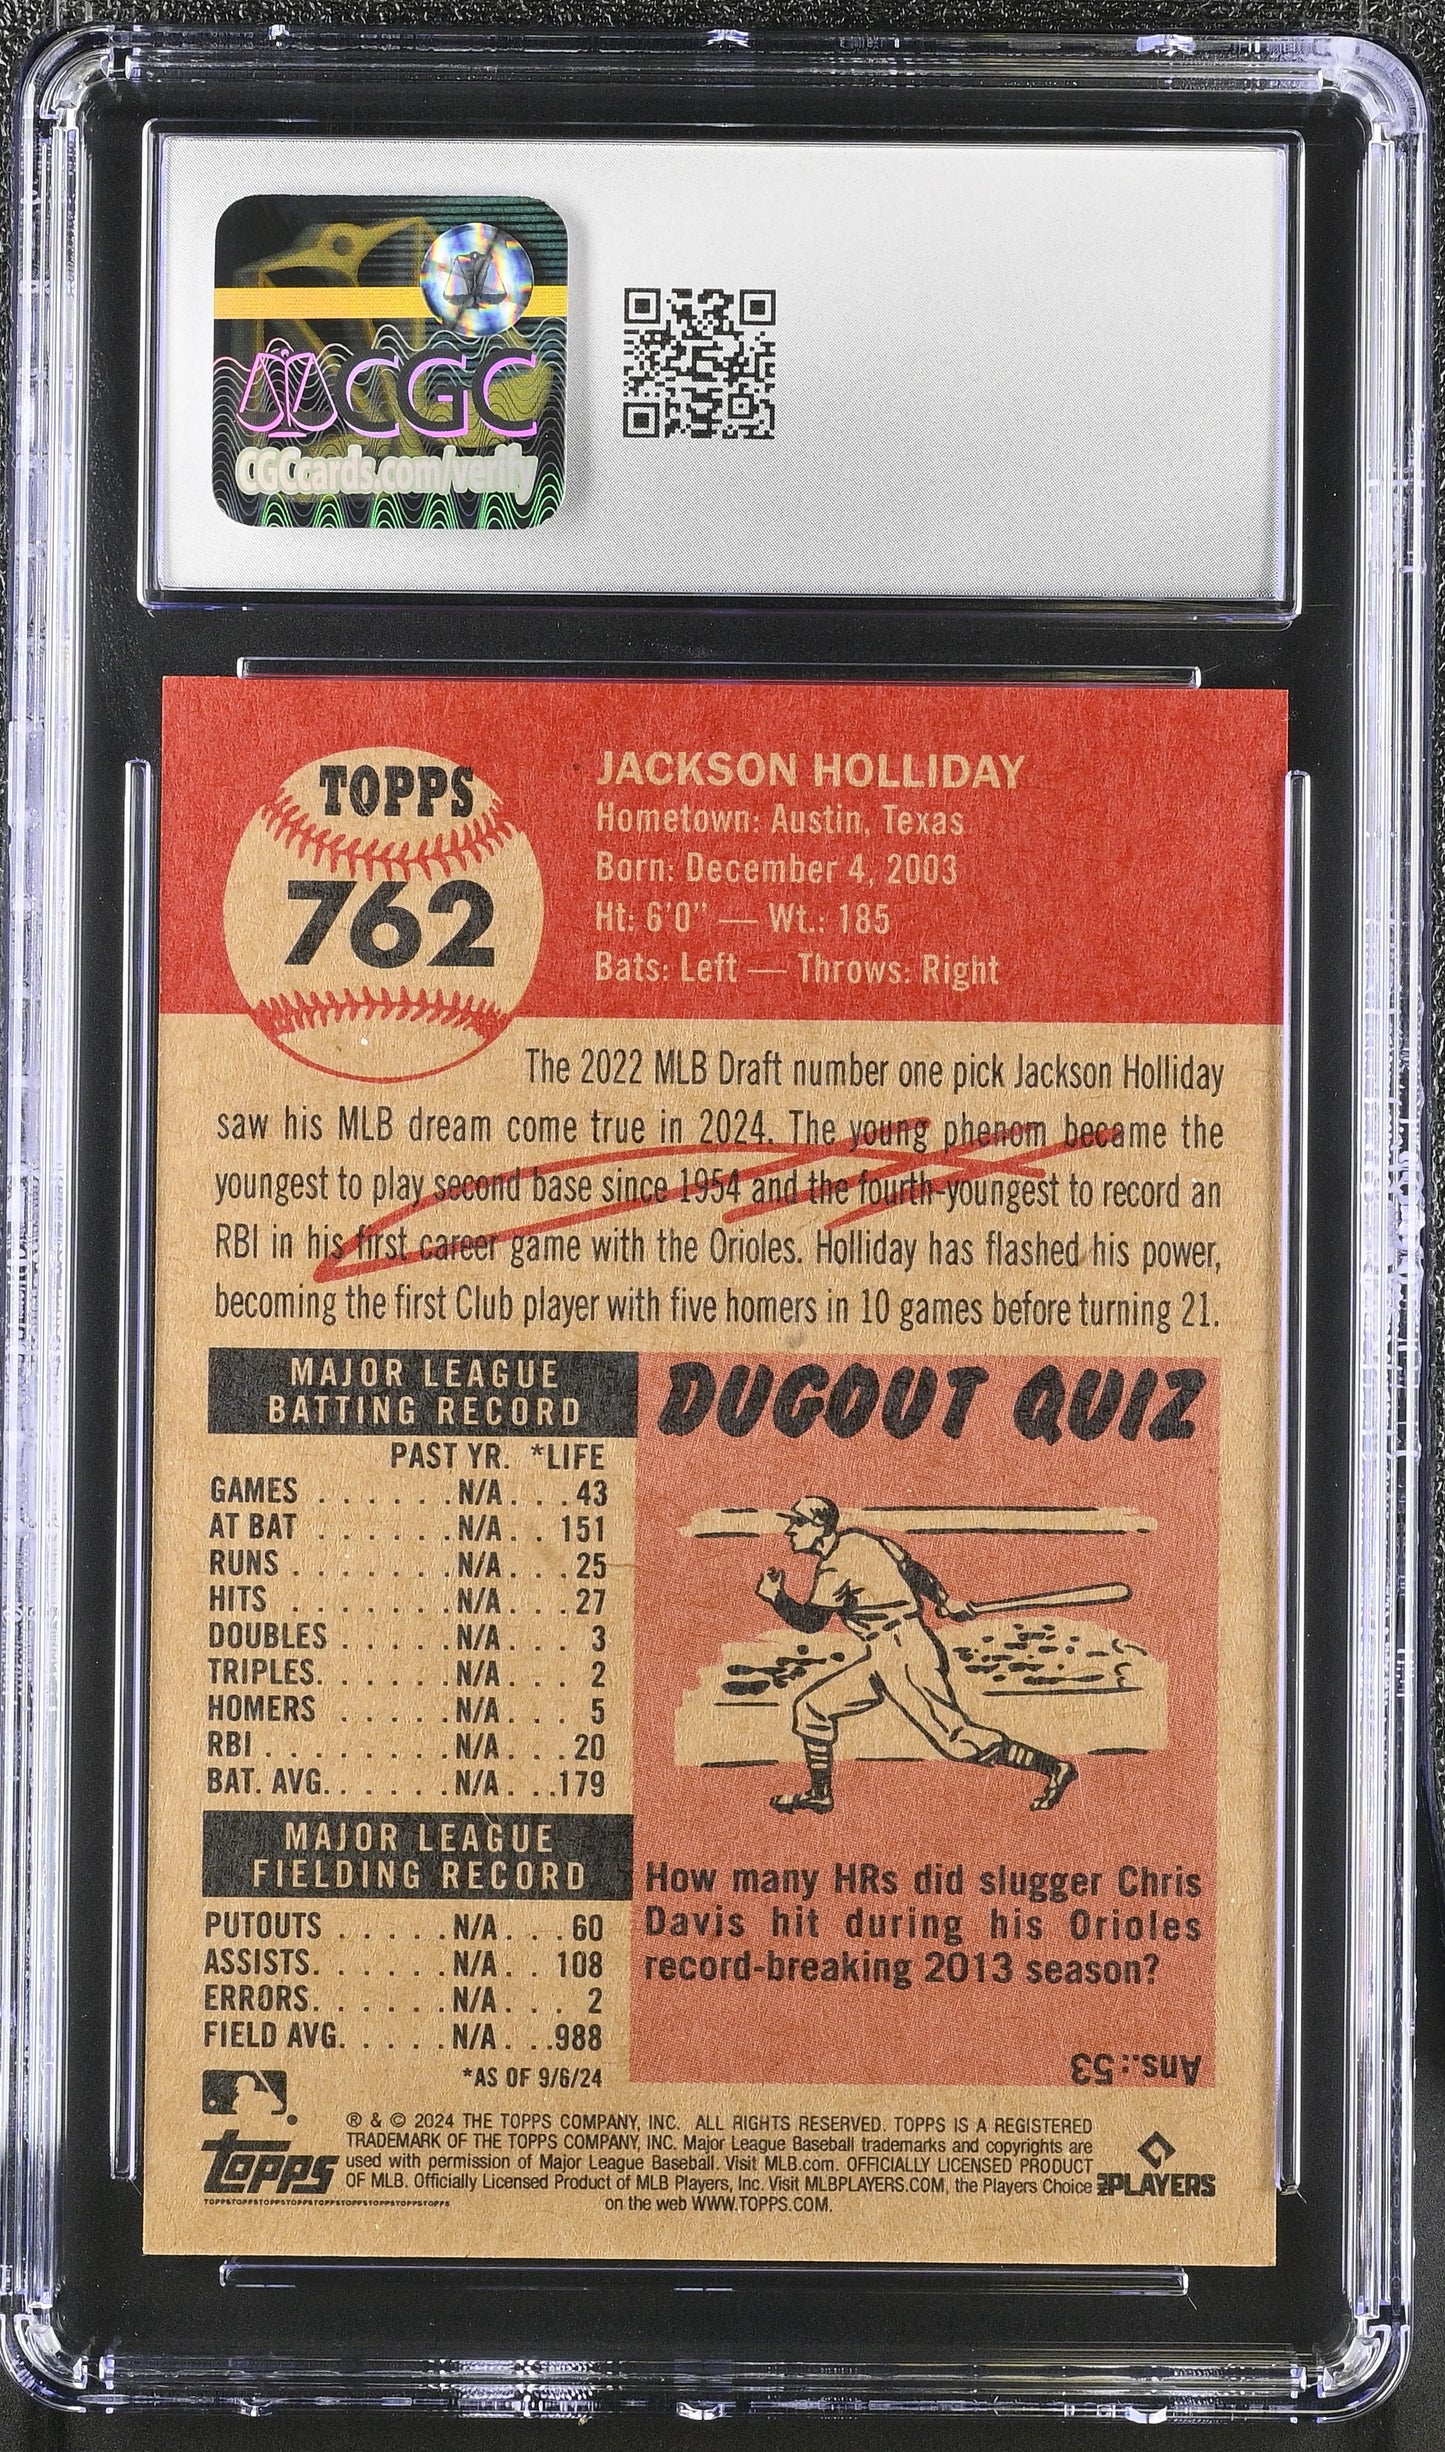 CGC
CGCcards.com/verify
TOPPS
762
JACKSON HOLLIDAY
Hometown: Austin, Texas
Born: December 4, 2003
Ht: 6'0" — Wt.: 185
Bats: Left — Throws: Right
The 2022 MLB Draft number one pick Jackson Holliday
saw his MLB dream come true in 2024. The young phenom became the
youngest to play second base since 1954 and the fourth-youngest to record an
RBI in his first career game with the Orioles. Holliday has flashed his power,
becoming the first Club player with five homers in 10 games before turning 21.
MAJOR LEAGUE
BATTING RECORD
PAST YR. *LIFE
GAMES . . . . . . N/A. . . .43
AT BAT . . . . . . N/A. . . 151
RUNS . . . . . . . N/A. . . .25
HITS . . . . . . . N/A. . . .27
DOUBLES . . . . . N/A. . . . 3
TRIPLES. . . . . . N/A. . . . 2
HOMERS . . . . . N/A. . . . 5
RBI . . . . . . . . N/A. . . .20
BAT. AVG. . . . . . N/A. . . .179
MAJOR LEAGUE
FIELDING RECORD
PUTOUTS . . . . . N/A. . . .60
ASSISTS. . . . . . N/A. . . 108
ERRORS. . . . . . N/A. . . . 2
FIELD AVG. . . . . N/A. . . .988
*AS OF 9/6/24
DUGOUT QUIZ
How many HRs did slugger Chris
Davis hit during his Orioles
record-breaking 2013 season?
Ans.:53
® & © 2024 THE TOPPS COMPANY, INC. ALL RIGHTS RESERVED. TOPPS IS A REGISTERED
TRADEMARK OF THE TOPPS COMPANY, INC. Major League Baseball trademarks and copyrights are
used with permission of Major League Baseball. Visit MLB.com. OFFICIALLY LICENSED PRODUCT
OF MLB. Officially Licensed Product of MLB Players, Inc. Visit MLBPLAYERS.COM, the Players Choice
on the web WWW.TOPPS.COM.
TOPPS
TOPPSTOPPSTOPPSTOPPSTOPPSTOPPSTOPPSTOPPSTOPPS
PLAYERS